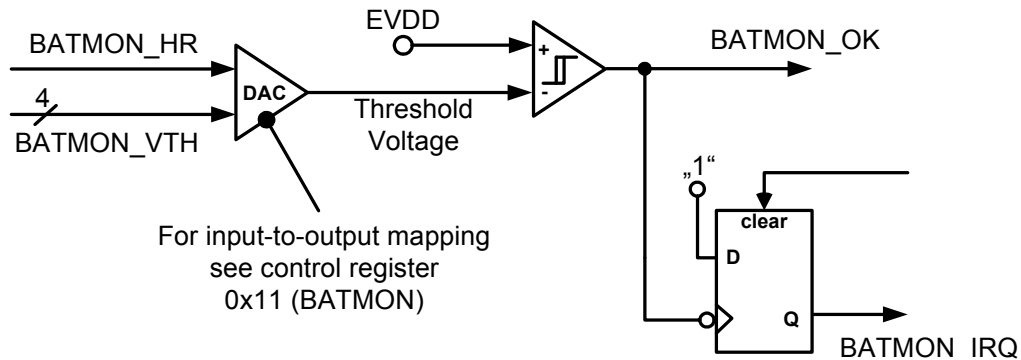 EVDD
BATMON_HR
BATMON_OK
+
DAC
-
4
Threshold
Voltage
BATMON_VTH
„1“
clear
For input-to-output mapping
see control register
0x11 (BATMON)
D
Q
BATMON_IRQ